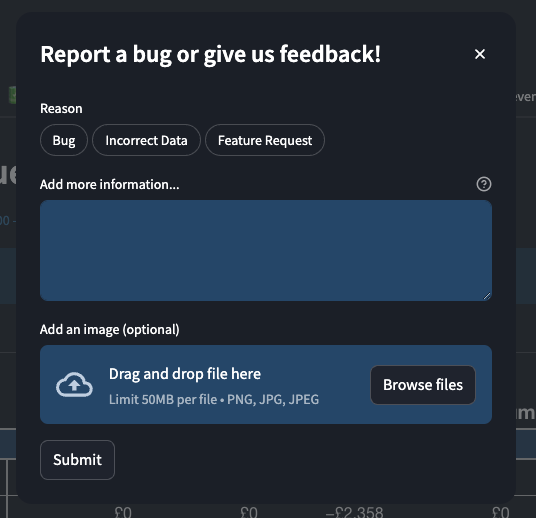 Report a bug or give us feedback!
Reason
Bug Incorrect Data Feature Request
Add more information...
Add an image (optional)
Drag and drop file here
Limit 50MB per file • PNG, JPG, JPEG
Browse files
Submit
£0 £0 −£2,358 £0